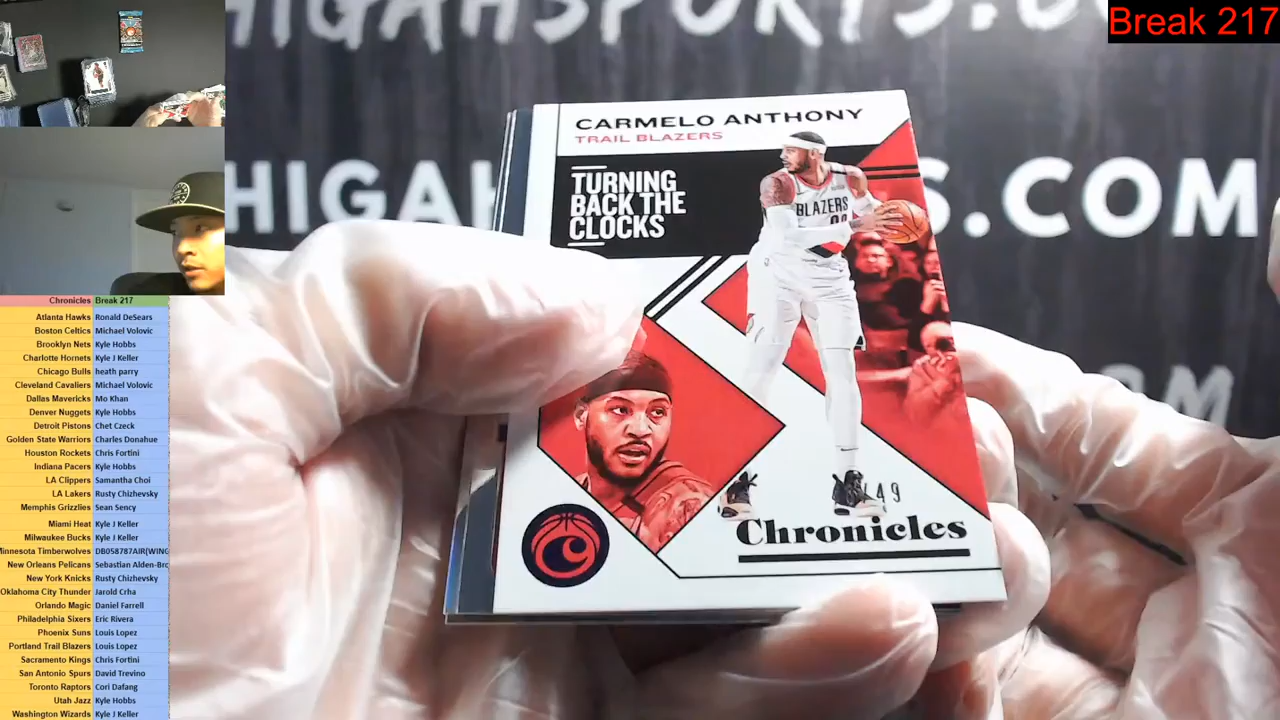 HIGAHSPORTS.CO
Break 217
HIGAH
S.COM
COM
CARMELO ANTHONY
TRAIL BLAZERS
TURNING
BACK THE
CLOCKS
BLAZERS
49
Chronicles
Chronicles Break 217
Atlanta Hawks Ronald DeSears
Boston Celtics Michael Volovic
Brooklyn Nets Kyle Hobbs
Charlotte Hornets Kyle J Keller
Chicago Bulls heath parry
Cleveland Cavaliers Michael Volovic
Dallas Mavericks Mo Khan
Denver Nuggets Kyle Hobbs
Detroit Pistons Chet Czeck
Golden State Warriors Charles Donahue
Houston Rockets Chris Fortini
Indiana Pacers Kyle Hobbs
LA Clippers Samantha Choi
LA Lakers Rusty Chizhevsky
Memphis Grizzlies Sean Sency
Miami Heat Kyle J Keller
Milwaukee Bucks Kyle J Keller
Minnesota Timberwolves DB058787AIR(WING
New Orleans Pelicans Sebastian Alden-Bro
New York Knicks Rusty Chizhevsky
Oklahoma City Thunder Jarold Crha
Orlando Magic Daniel Farrell
Philadelphia Sixers Eric Rivera
Phoenix Suns Louis Lopez
Portland Trail Blazers Louis Lopez
Sacramento Kings Chris Fortini
San Antonio Spurs David Trevino
Toronto Raptors Cori Dafang
Utah Jazz Kyle Hobbs
Washington Wizards Kyle J Keller